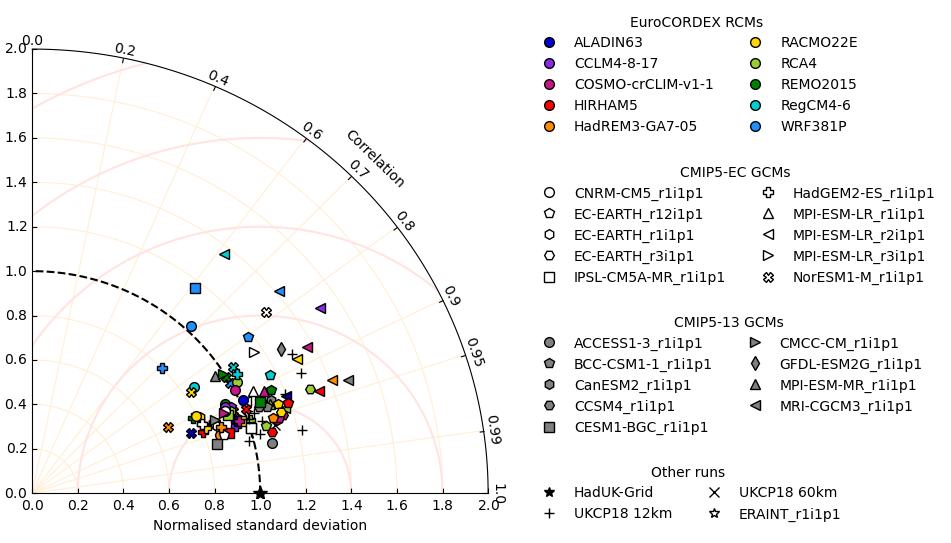 0.0
0.2
0.4
0.6
0.7
0.8
0.9
0.95
0.99
1.0
Correlation
2.0
1.8
1.6
1.4
1.2
1.0
0.8
0.6
0.4
0.2
0.0
0.0 0.2 0.4 0.6 0.8 1.0 1.2 1.4 1.6 1.8 2.0
Normalised standard deviation
EuroCORDEX RCMs
ALADIN63 RACMO22E
CCLM4-8-17 RCA4
COSMO-crCLIM-v1-1 REMO2015
HIRHAM5 RegCM4-6
HadREM3-GA7-05 WRF381P
CMIP5-EC GCMs
CNRM-CM5_r1i1p1 HadGEM2-ES_r1i1p1
EC-EARTH_r12i1p1 MPI-ESM-LR_r1i1p1
EC-EARTH_r1i1p1 MPI-ESM-LR_r2i1p1
EC-EARTH_r3i1p1 MPI-ESM-LR_r3i1p1
IPSL-CM5A-MR_r1i1p1 NorESM1-M_r1i1p1
CMIP5-13 GCMs
ACCESS1-3_r1i1p1 CMCC-CM_r1i1p1
BCC-CSM1-1_r1i1p1 GFDL-ESM2G_r1i1p1
CanESM2_r1i1p1 MPI-ESM-MR_r1i1p1
CCSM4_r1i1p1 MRI-CGCM3_r1i1p1
CESM1-BGC_r1i1p1
Other runs
HadUK-Grid UKCP18 60km
UKCP18 12km ERAINT_r1i1p1